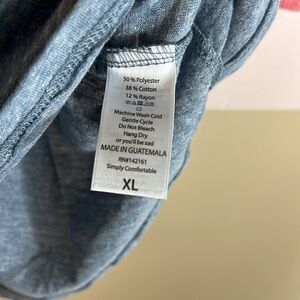 50 % Polyester
38 % Cotton
12 % Rayon
Machine Wash Cold
Gentle Cycle
Do Not Bleach
Hang Dry
or you'll be sad
MADE IN GUATEMALA
RN#142161
Simply Comfortable
XL